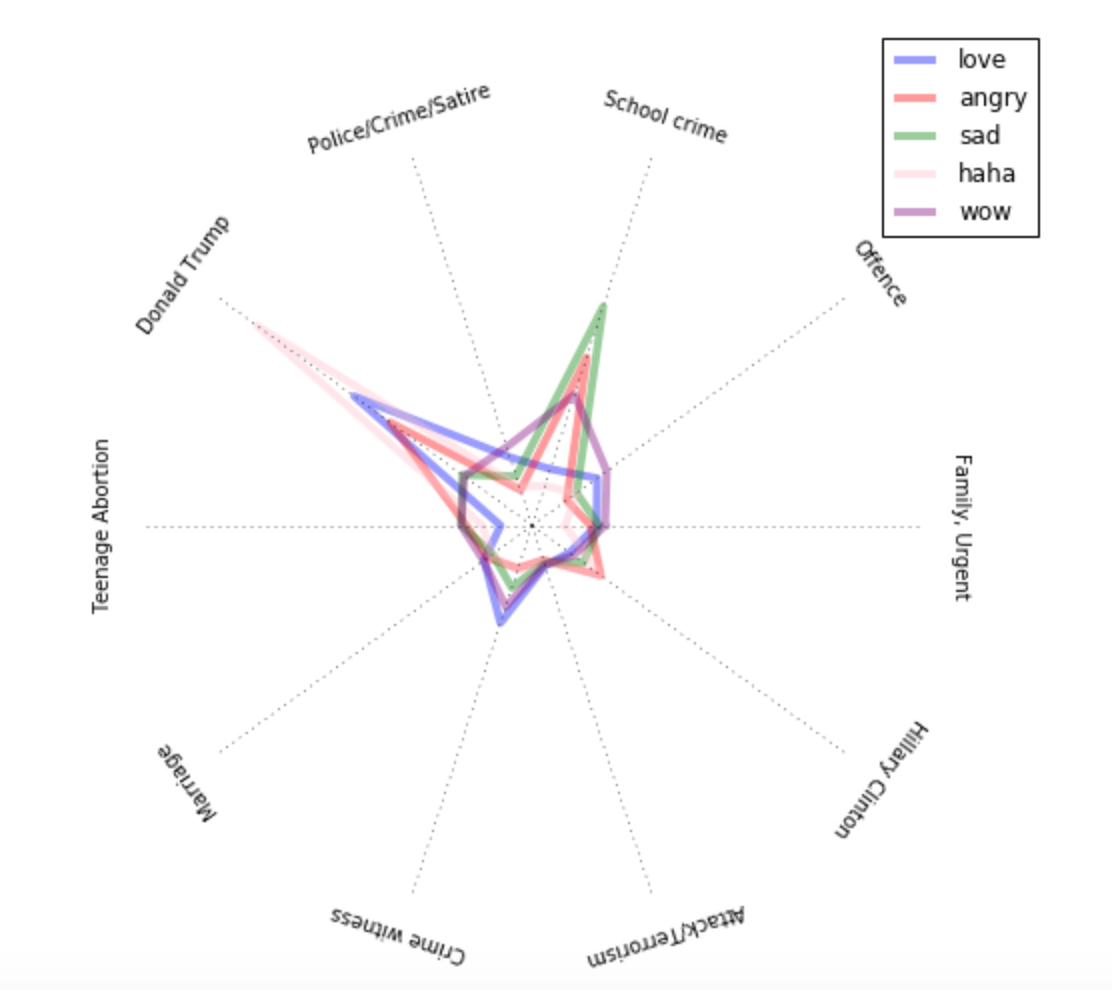 love
angry
sad
haha
wow
School crime
Police/Crime/Satire
Donald Trump
Offence
Teenage Abortion
Family, Urgent
Marriage
Hillary Clinton
Crime witness
Attack/Terrorism